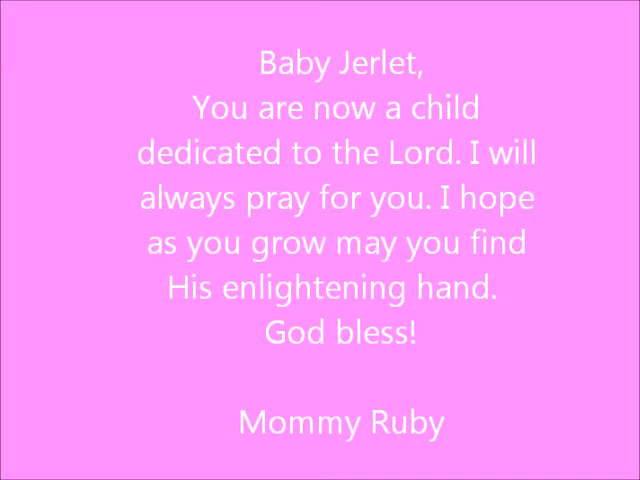 Baby Jerlet,
You are now a child
dedicated to the Lord. I will
always pray for you. I hope
as you grow may you find
His enlightening hand.
God bless!
Mommy Ruby